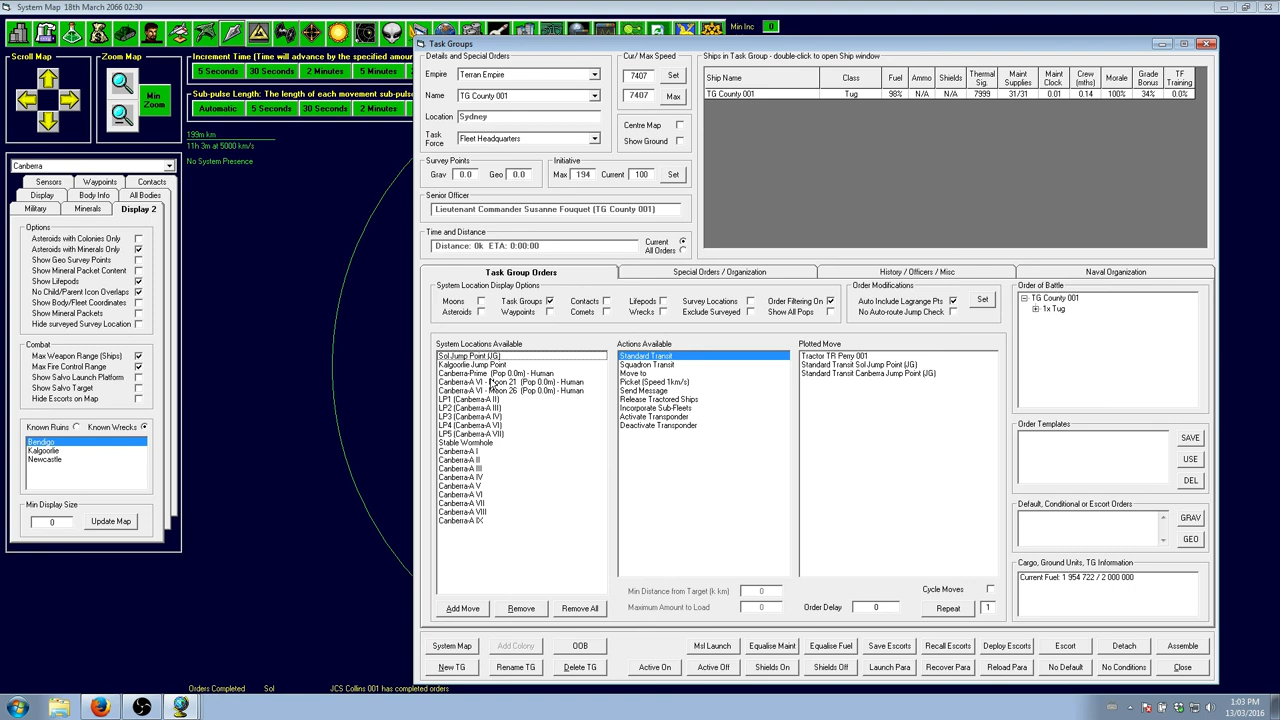 System Map 18th March 2066 02:30
Min Inc 0
Scroll Map
Zoom Map
Min Zoom
Increment Time (Time will advance by the specified amoun
5 Seconds 30 Seconds 2 Minutes 5 Minutes
Sub-pulse Length: The length of each movement sub-puls
Automatic 5 Seconds 30 Seconds 2 Minutes
199m km
11h 3m at 5000 km/s
No System Presence
Canberra
Sensors Waypoints Contacts
Display Body Info All Bodies
Military Minerals Display 2
Options
Asteroids with Colonies Only
Asteroids with Minerals Only
Show Geo Survey Points
Show Mineral Packet Content
Show Lifepods
No Child/Parent Icon Overlaps
Show Body/Fleet Coordinates
Show Mineral Packets
Hide surveyed Survey Location
Combat
Max Weapon Range (Ships)
Max Fire Control Range
Show Salvo Launch Platform
Show Salvo Target
Hide Escorts on Map
Known Ruins Known Wrecks
Bendigo
Kalgoorlie
Newcastle
Min Display Size
0 Update Map
Task Groups
Details and Special Orders
Empire Terran Empire
Name TG County 001
Location Sydney
Task Force Fleet Headquarters
Cur/ Max Speed
7407 Set
7407 Max
Centre Map
Show Ground
Survey Points
Grav 0.0 Geo 0.0
Initiative
Max 194 Current 100 Set
Senior Officer
Lieutenant Commander Susanne Fouquet (TG County 001)
Time and Distance
Distance: 0k ETA: 0:00:00
Current
All Orders
Ships in Task Group - double-click to open Ship window
Ship Name Class Fuel Ammo Shields Thermal Sig. Maint Supplies Maint Clock Crew (mths) Morale Grade Bonus TF Training
TG County 001 Tug 98% N/A N/A 7999 31/31 0.01 0.14 100% 34% 0.0%
Task Group Orders Special Orders / Organization History / Officers / Misc Naval Organization
System Location Display Options
Moons Task Groups Contacts Lifepods Survey Locations Order Filtering On
Asteroids Waypoints Comets Wrecks Exclude Surveyed Show All Pops
Order Modifications
Auto Include Lagrange Pts Set
No Auto-route Jump Check
System Locations Available
Sol Jump Point (JG)
Kalgoorlie Jump Point
Canberra-Prime (Pop 0.0m) - Human
Canberra-A VI - Moon 21 (Pop 0.0m) - Human
Canberra-A VI - Moon 26 (Pop 0.0m) - Human
LP1 (Canberra-A II)
LP2 (Canberra-A III)
LP3 (Canberra-A IV)
LP4 (Canberra-A VI)
LP5 (Canberra-A VII)
Stable Wormhole
Canberra-A I
Canberra-A II
Canberra-A III
Canberra-A IV
Canberra-A V
Canberra-A VI
Canberra-A VII
Canberra-A VIII
Canberra-A IX
Add Move Remove Remove All
Actions Available
Standard Transit
Squadron Transit
Move to
Picket (Speed 1km/s)
Send Message
Release Tractored Ships
Incorporate Sub-Fleets
Activate Transponder
Deactivate Transponder
Min Distance from Target (k km) 0
Maximum Amount to Load 0
Plotted Move
Tractor TR Perry 001
Standard Transit Sol Jump Point (JG)
Standard Transit Canberra Jump Point (JG)
Cycle Moves
Order Delay 0 Repeat 1
Order of Battle
TG County 001
1x Tug
Order Templates
SAVE
USE
DEL
Default, Conditional or Escort Orders
GRAV
GEO
Cargo, Ground Units, TG Information
Current Fuel: 1 954 722 / 2 000 000
System Map Add Colony OOB Msl Launch Equalise Maint Equalise Fuel Save Escorts Recall Escorts Deploy Escorts Escort Detach Assemble
New TG Rename TG Delete TG Active On Active Off Shields On Shields Off Launch Para Recover Para Reload Para No Default No Conditions Close
Orders Completed Sol JCS Collins 001 has completed orders
1:03 PM
13/03/2016